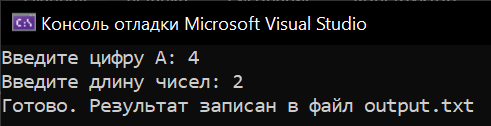 Консоль отладки Microsoft Visual Studio
Введите цифру A: 4
Введите длину чисел: 2
Готово. Результат записан в файл output.txt